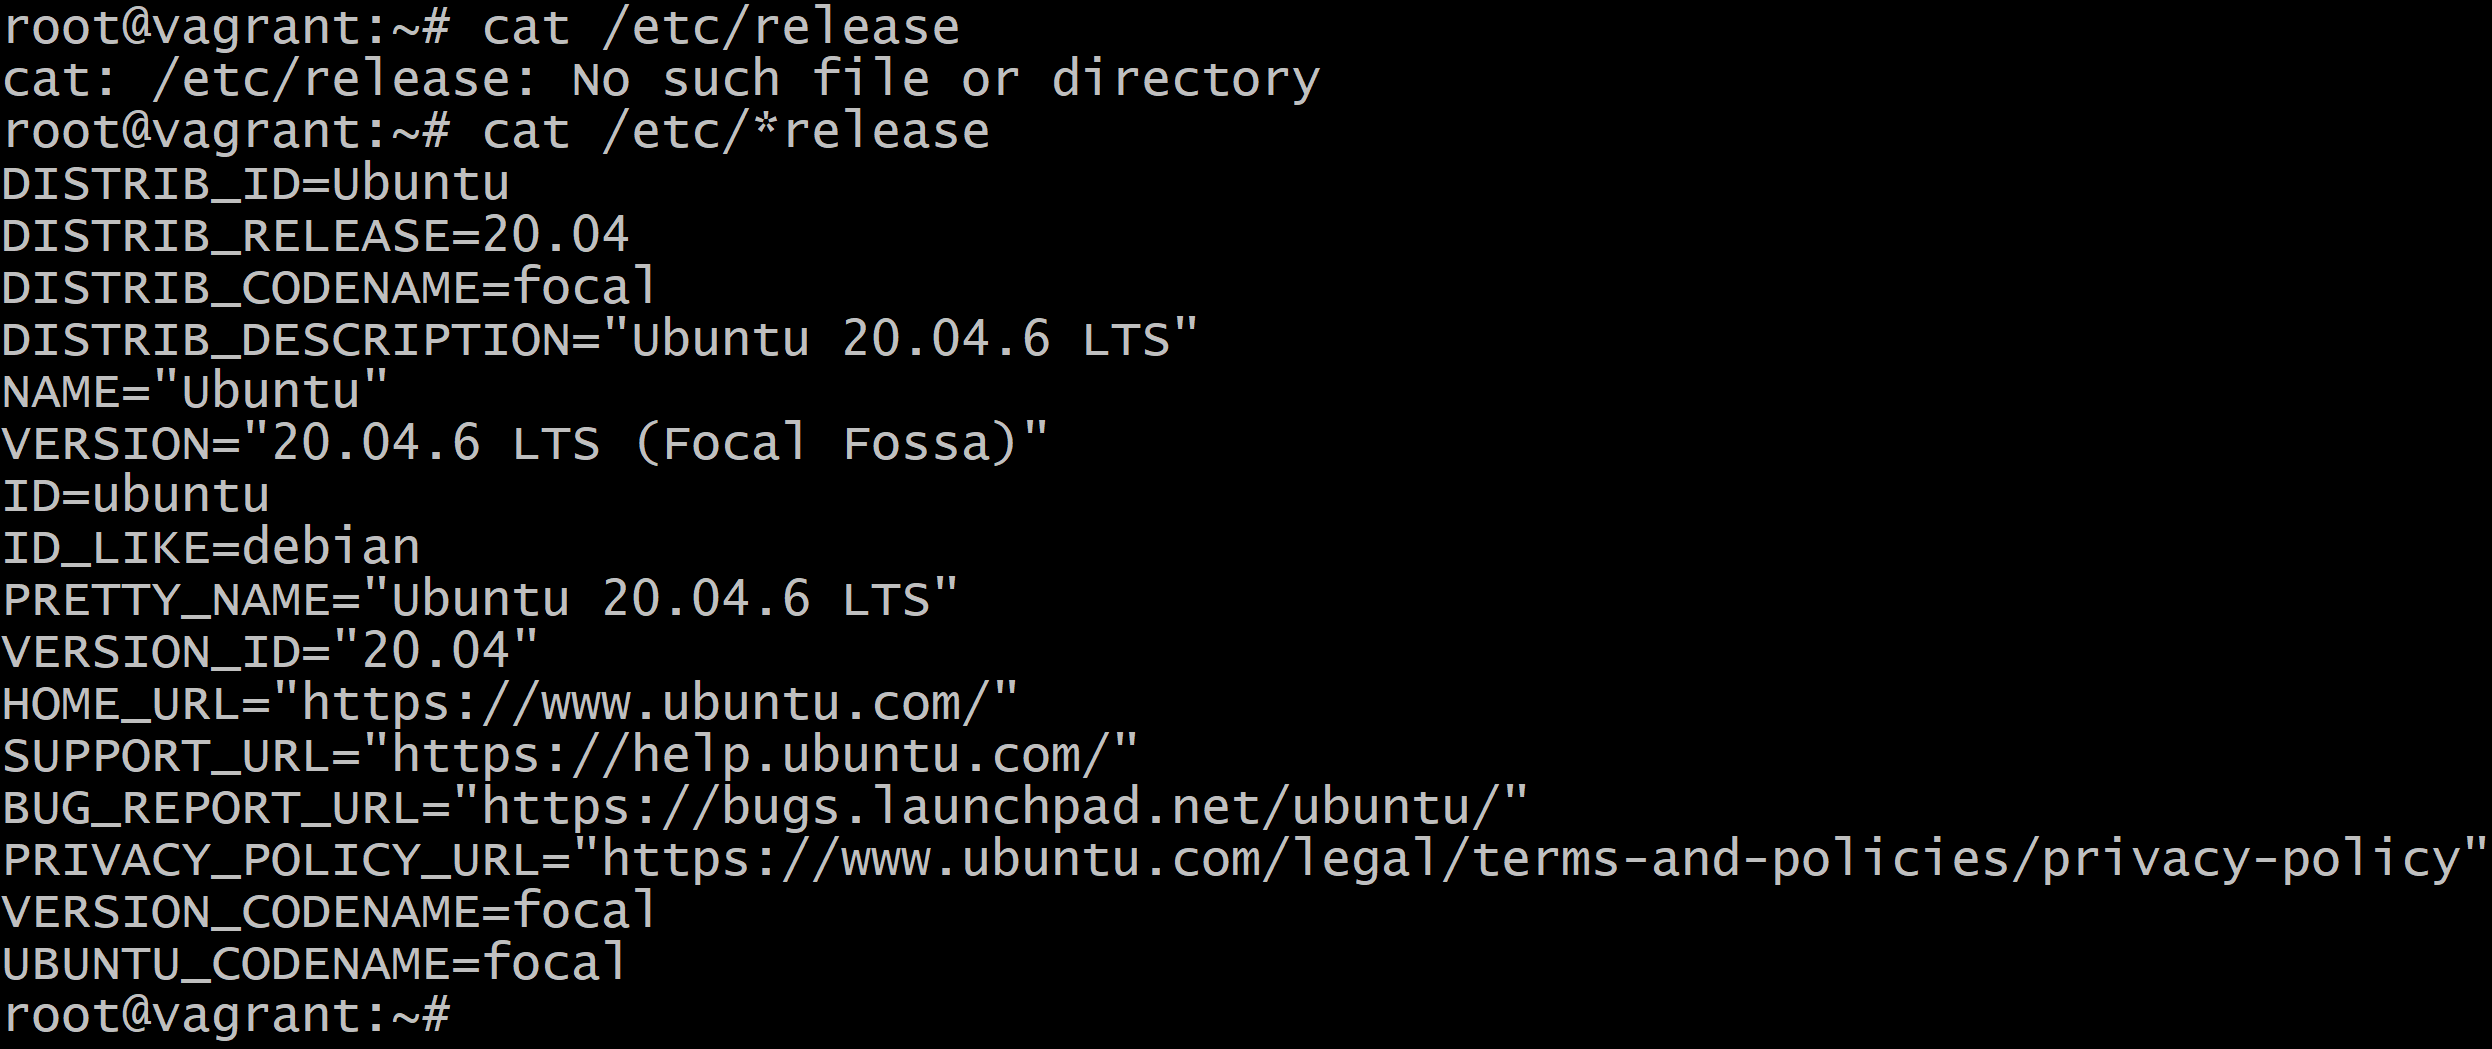 root@vagrant:~# cat /etc/release
cat: /etc/release: No such file or directory
root@vagrant:~# cat /etc/*release
DISTRIB_ID=Ubuntu
DISTRIB_RELEASE=20.04
DISTRIB_CODENAME=focal
DISTRIB_DESCRIPTION="Ubuntu 20.04.6 LTS"
NAME="Ubuntu"
VERSION="20.04.6 LTS (Focal Fossa)"
ID=ubuntu
ID_LIKE=debian
PRETTY_NAME="Ubuntu 20.04.6 LTS"
VERSION_ID="20.04"
HOME_URL="https://www.ubuntu.com/"
SUPPORT_URL="https://help.ubuntu.com/"
BUG_REPORT_URL="https://bugs.launchpad.net/ubuntu/"
PRIVACY_POLICY_URL="https://www.ubuntu.com/legal/terms-and-policies/privacy-policy"
VERSION_CODENAME=focal
UBUNTU_CODENAME=focal
root@vagrant:~#